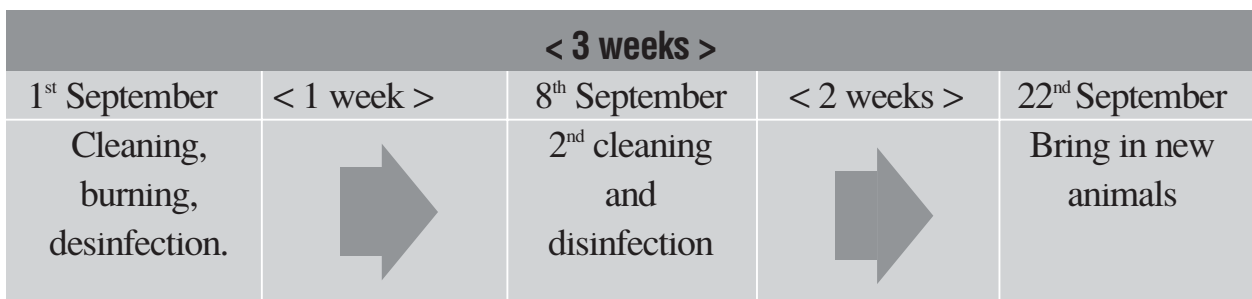 < 3 weeks >
1st September < 1 week > 8th September < 2 weeks > 22nd September
Cleaning,
burning,
desinfection.
2nd cleaning
and
disinfection
Bring in new
animals